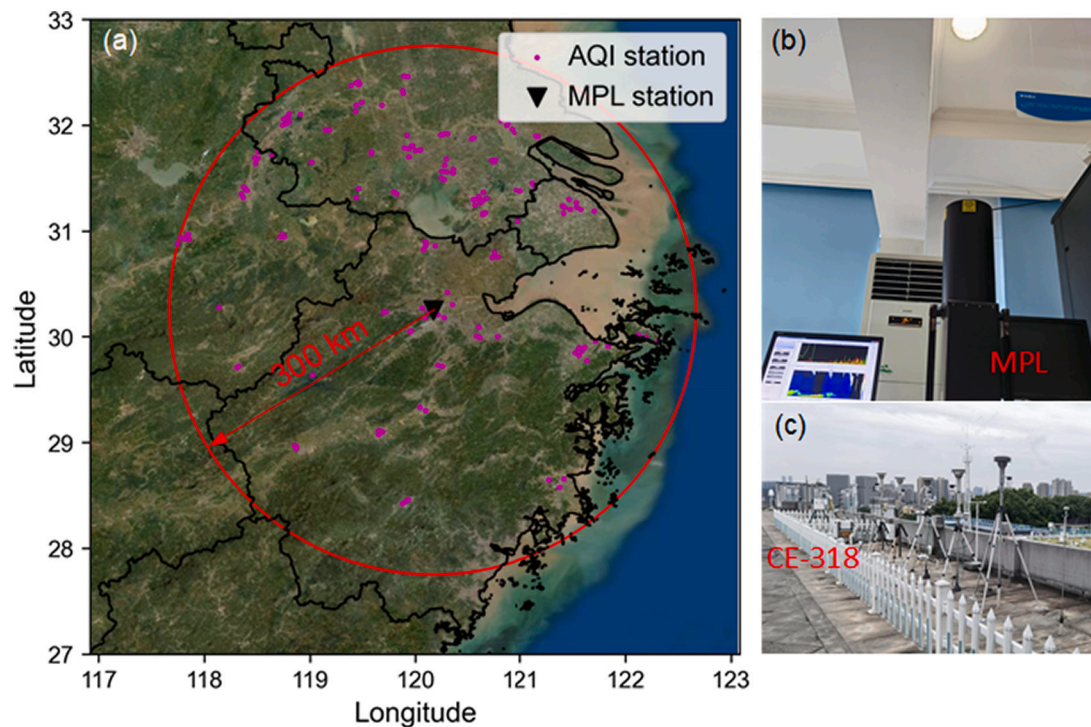 (a)
AQI station
MPL station
300 km
33
32
31
30
29
28
27
Latitude
117
118
119
120
121
122
123
Longitude
(b)
MPL
(c)
CE-318